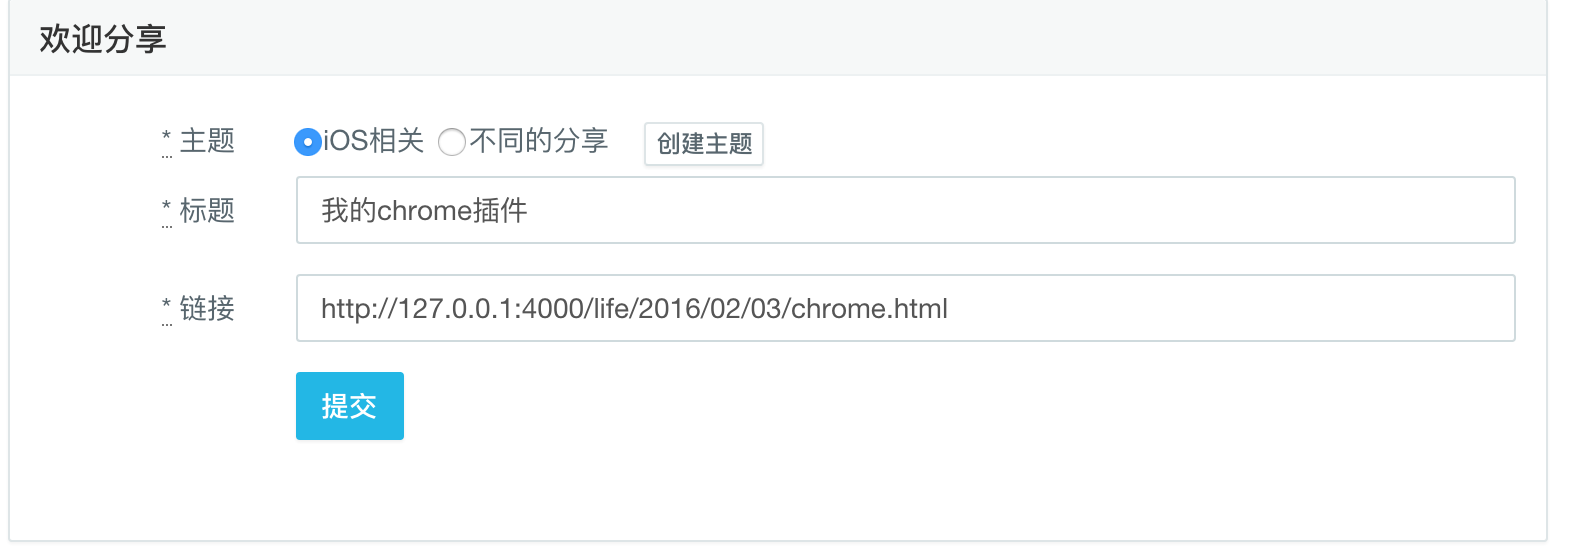 欢迎分享
* 主题 iOS相关 不同的分享 创建主题
* 标题 我的chrome插件
* 链接 http://127.0.0.1:4000/life/2016/02/03/chrome.html
提交